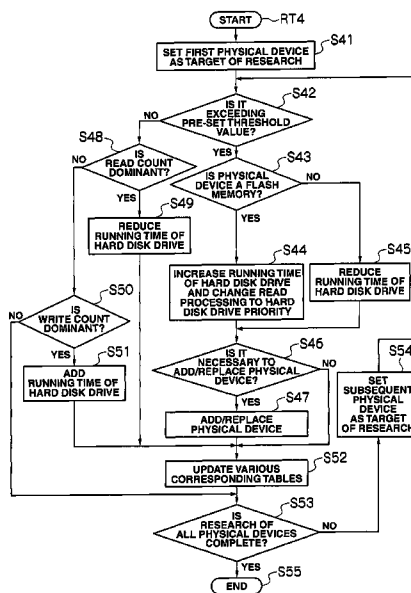 START
RT4
S41
SET FIRST PHYSICAL DEVICE
AS TARGET OF RESEARCH
S42
IS IT
EXCEEDING
PRE-SET THRESHOLD
VALUE?
NO
YES
S48
IS
READ COUNT
DOMINANT?
NO
YES
S43
IS PHYSICAL
DEVICE A FLASH
MEMORY?
NO
YES
S49
REDUCE
RUNNING TIME OF
HARD DISK DRIVE
S44
INCREASE RUNNING TIME
OF HARD DISK DRIVE
AND CHANGE READ
PROCESSING TO HARD
DISK DRIVE PRIORITY
S45
REDUCE
RUNNING TIME OF
HARD DISK DRIVE
S50
IS
WRITE COUNT
DOMINANT?
NO
YES
S51
ADD
RUNNING TIME OF
HARD DISK DRIVE
S46
IS IT
NECESSARY TO
ADD/REPLACE PHYSICAL
DEVICE?
NO
YES
S47
ADD/REPLACE
PHYSICAL DEVICE
S54
SET
SUBSEQUENT
PHYSICAL
DEVICE
AS TARGET
OF RESEARCH
S52
UPDATE VARIOUS
CORRESPONDING TABLES
S53
IS
RESEARCH OF
ALL PHYSICAL DEVICES
COMPLETE?
NO
YES
S55
END